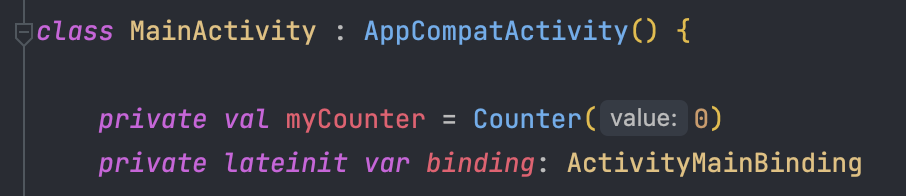 class MainActivity : AppCompatActivity() {
private val myCounter = Counter( value: 0)
private lateinit var binding: ActivityMainBinding